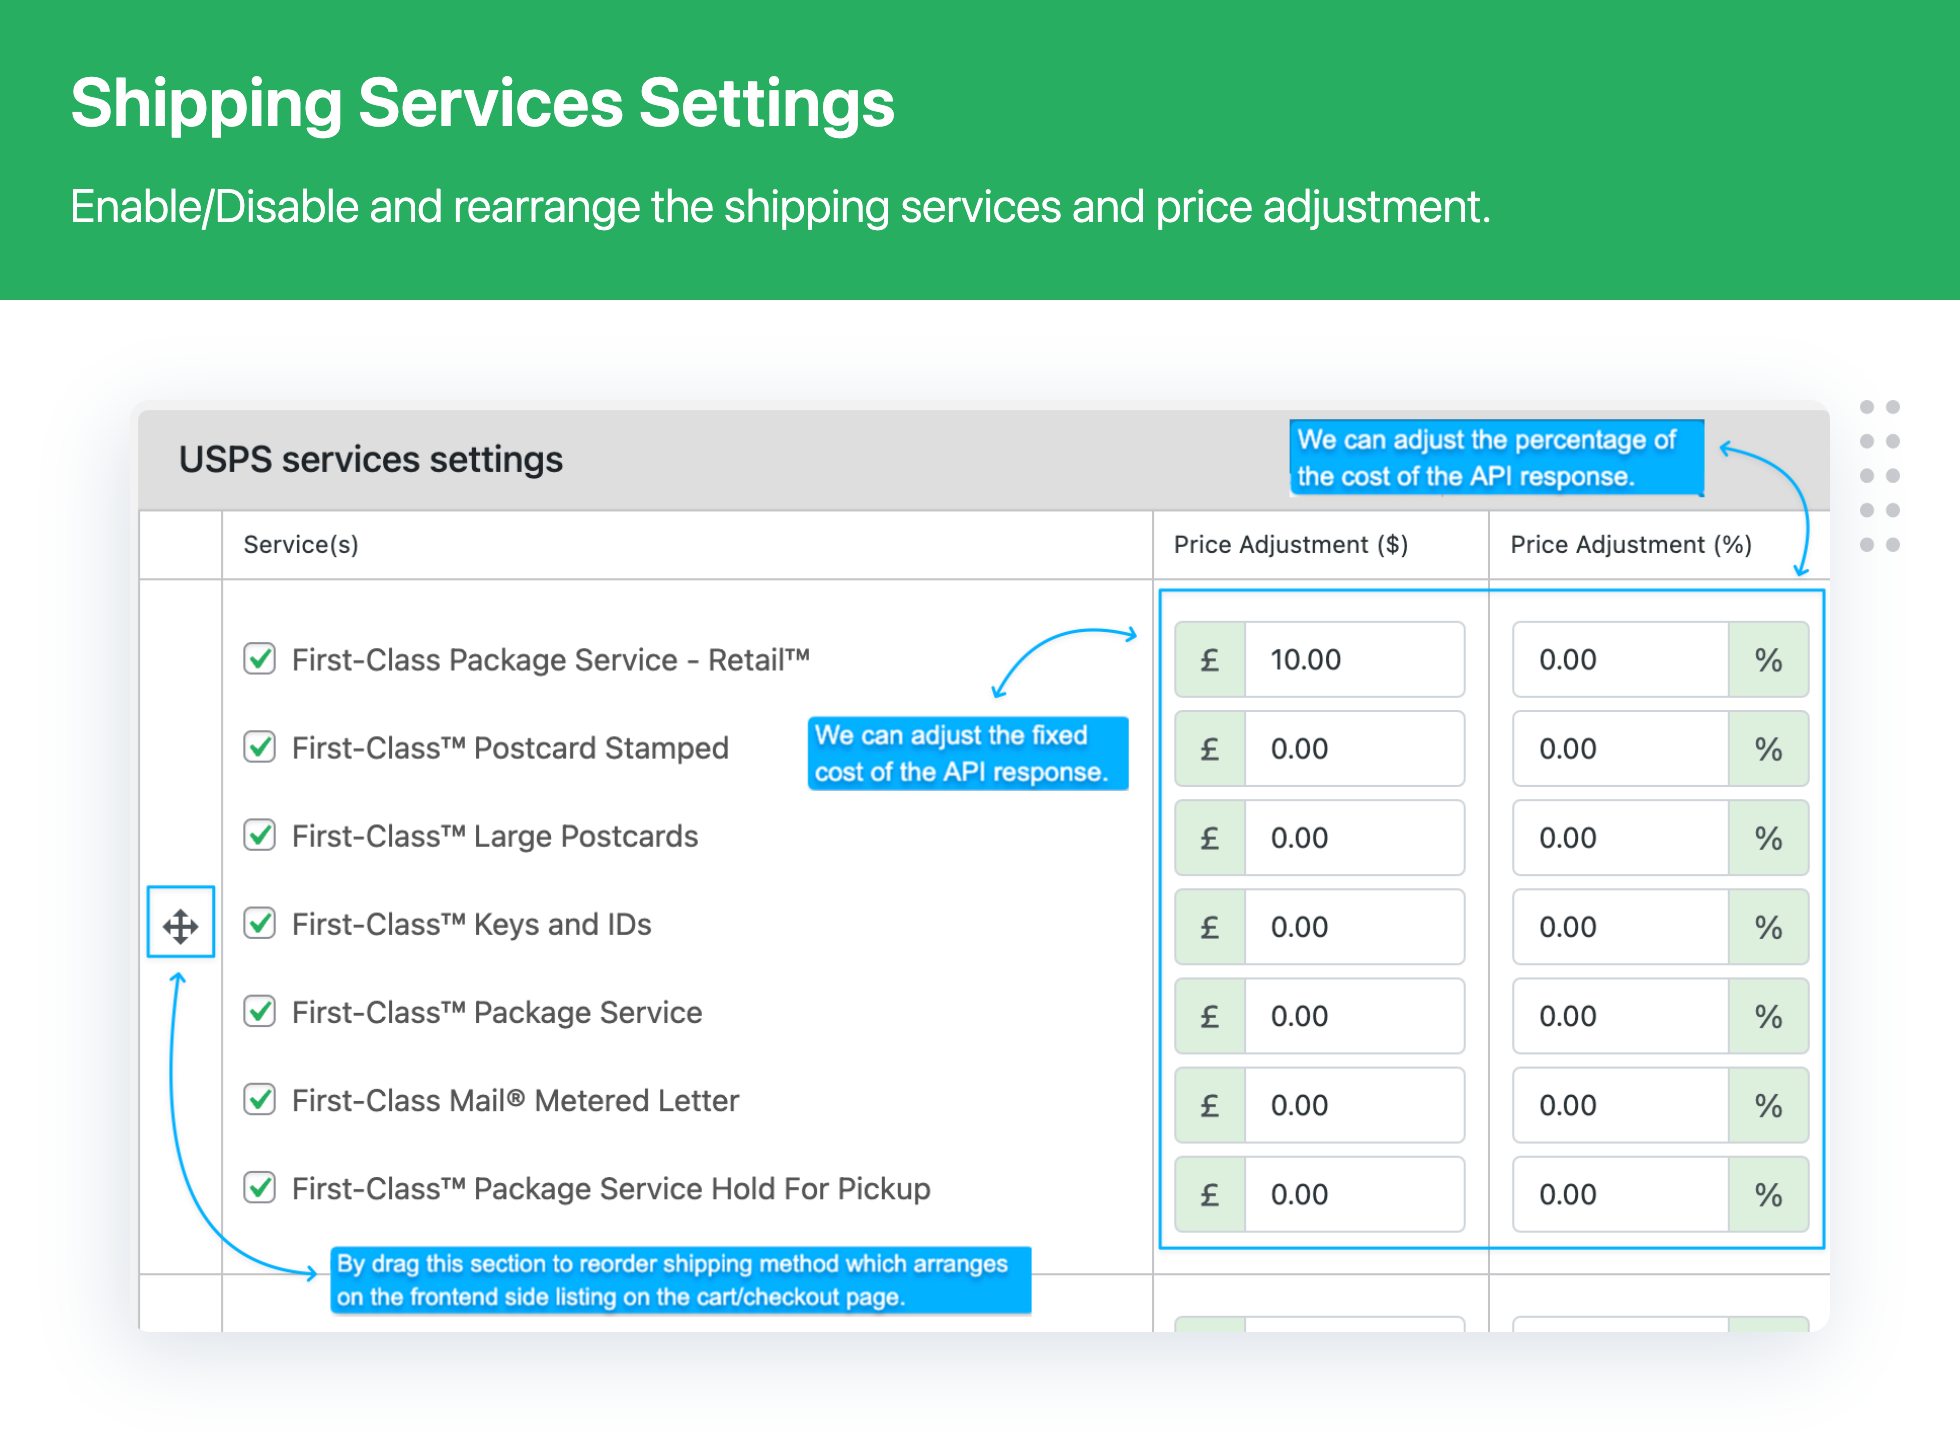 Shipping Services Settings
Enable/Disable and rearrange the shipping services and price adjustment.
USPS services settings
We can adjust the percentage of
the cost of the API response.
Service(s)
Price Adjustment ($)
Price Adjustment (%)
First-Class Package Service - Retail™
£ 10.00
0.00 %
First-Class™ Postcard Stamped
£ 0.00
0.00 %
We can adjust the fixed
cost of the API response.
First-Class™ Large Postcards
£ 0.00
0.00 %
First-Class™ Keys and IDs
£ 0.00
0.00 %
First-Class™ Package Service
£ 0.00
0.00 %
First-Class Mail® Metered Letter
£ 0.00
0.00 %
First-Class™ Package Service Hold For Pickup
£ 0.00
0.00 %
By drag this section to reorder shipping method which arranges
on the frontend side listing on the cart/checkout page.